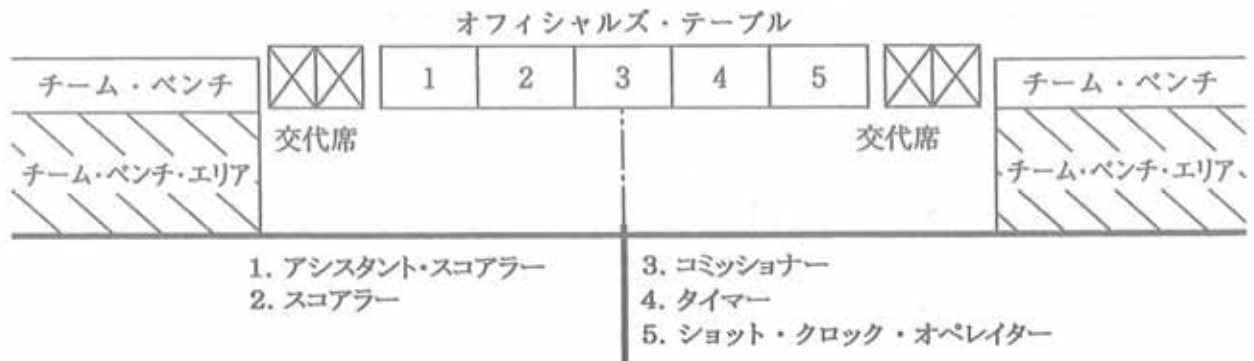 オフィシャルズ・テーブル
チーム・ベンチ 1 2 3 4 5 チーム・ベンチ
交代席 交代席
チーム・ベンチ・エリア チーム・ベンチ・エリア
1. アシスタント・スコアラー
2. スコアラー
3. コミッショナー
4. タイマー
5. ショット・クロック・オペレイター